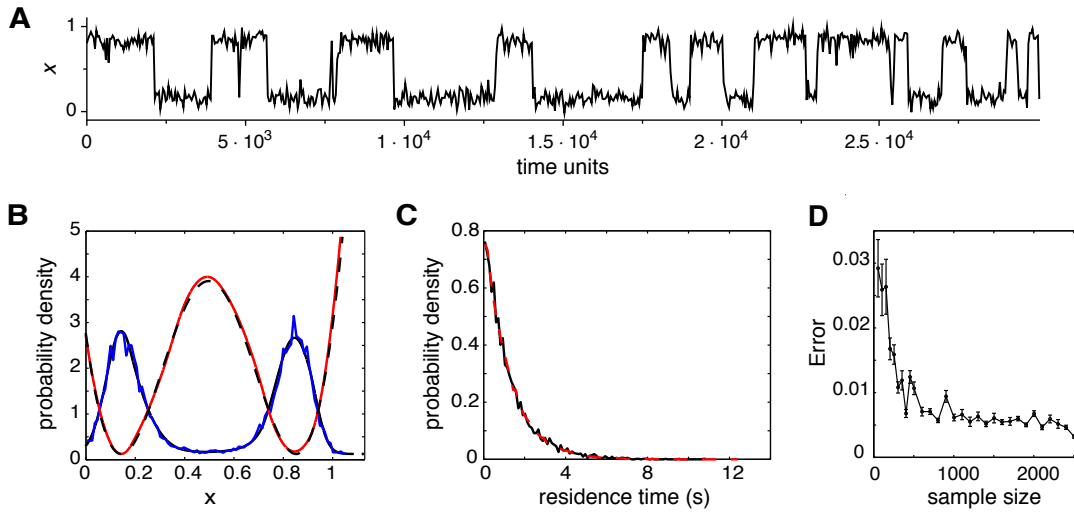 A
x
1
0
0
5 · 10³
1 · 10⁴
1.5 · 10⁴
2 · 10⁴
2.5 · 10⁴
time units
B
probability density
5
4
3
2
1
0
0
0.2
0.4
0.6
0.8
1
x
C
probability density
0.8
0.6
0.4
0.2
0
0
4
8
12
residence time (s)
D
Error
0.03
0.02
0.01
0
0
1000
2000
sample size